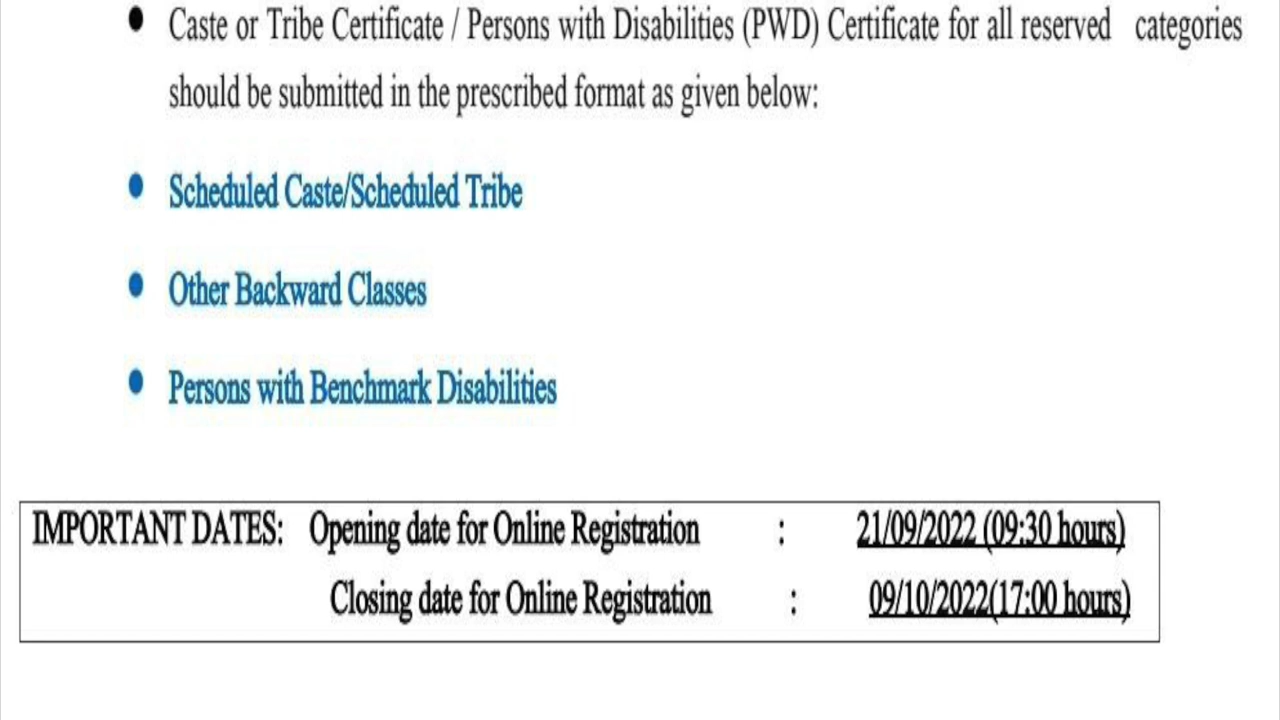 ● Caste or Tribe Certificate / Persons with Disabilities (PWD) Certificate for all reserved categories
should be submitted in the prescribed format as given below:
● Scheduled Caste/Scheduled Tribe
● Other Backward Classes
● Persons with Benchmark Disabilities
IMPORTANT DATES: Opening date for Online Registration : 21/09/2022 (09:30 hours)
Closing date for Online Registration : 09/10/2022(17:00 hours)